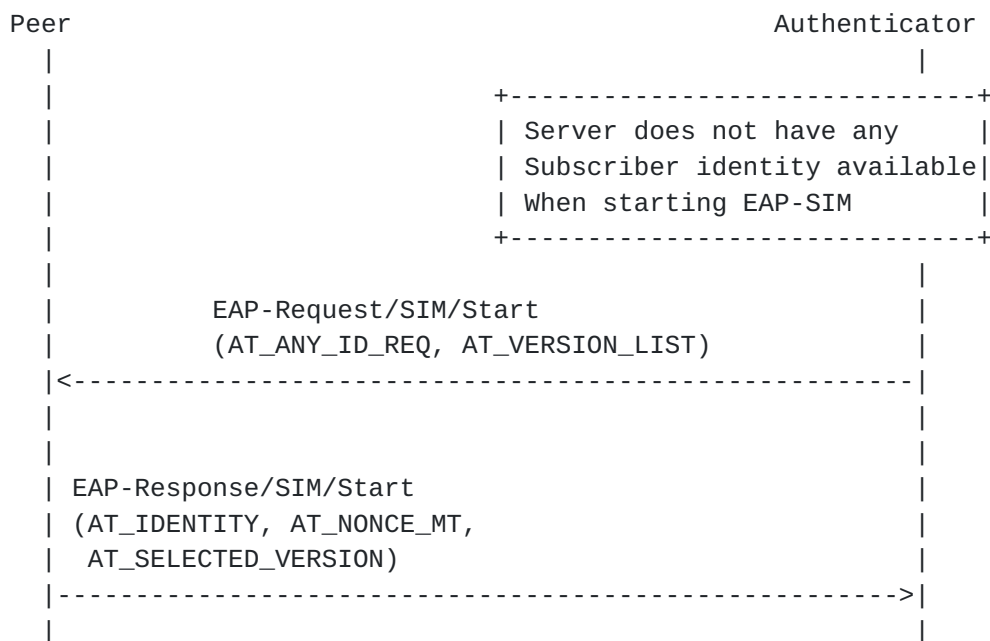 Peer Authenticator
Server does not have any
Subscriber identity available
When starting EAP-SIM
EAP-Request/SIM/Start
(AT_ANY_ID_REQ, AT_VERSION_LIST)
EAP-Response/SIM/Start
(AT_IDENTITY, AT_NONCE_MT,
AT_SELECTED_VERSION)